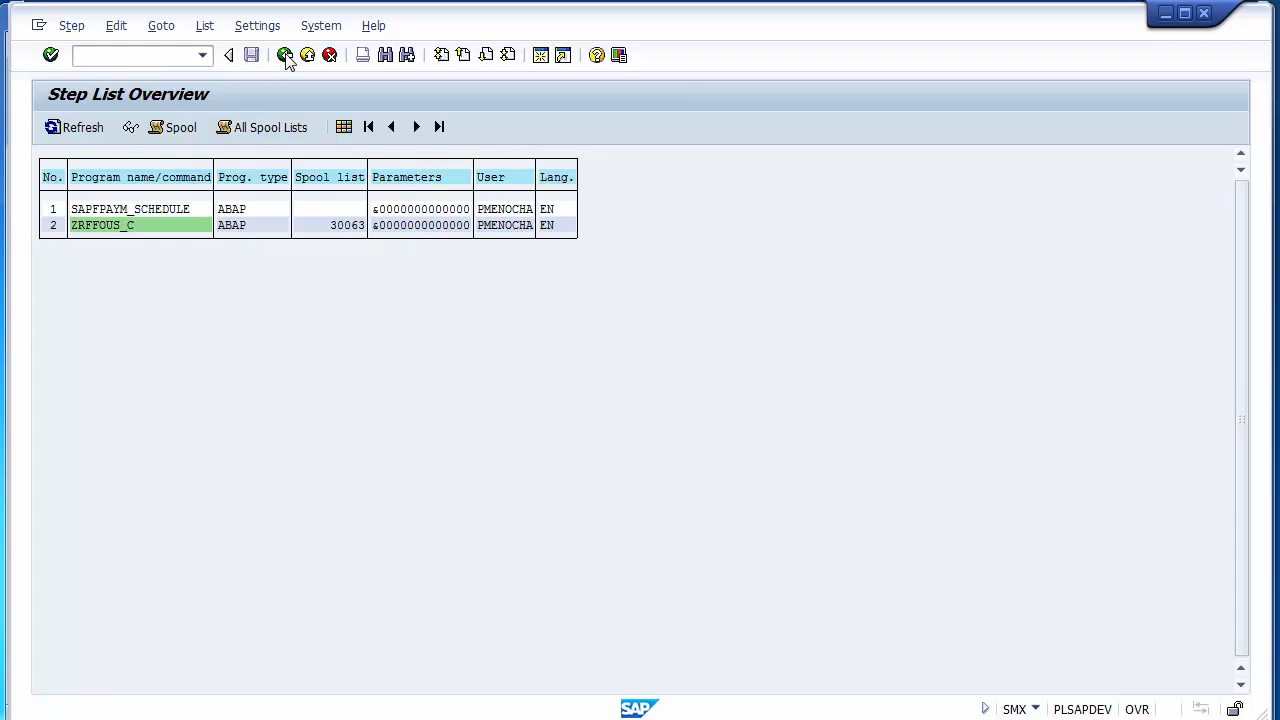 Step Edit Goto List Settings System Help
Step List Overview
Refresh Spool All Spool Lists
No. Program name/command Prog. type Spool list Parameters User Lang.
1 SAPFPAYM_SCHEDULE ABAP &0000000000000 PMENOCHA EN
2 ZRFFOUS_C ABAP 30063 &0000000000000 PMENOCHA EN
SAP SMX PLSAPDEV OVR